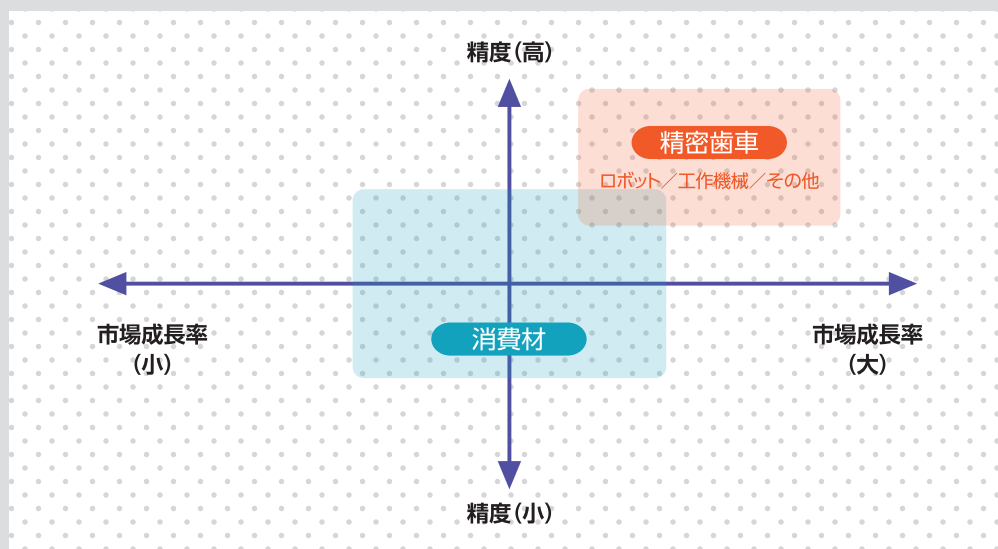 精度（高）
精密歯車
ロボット／工作機械／その他
消費材
市場成長率
（小）
市場成長率
（大）
精度（小）